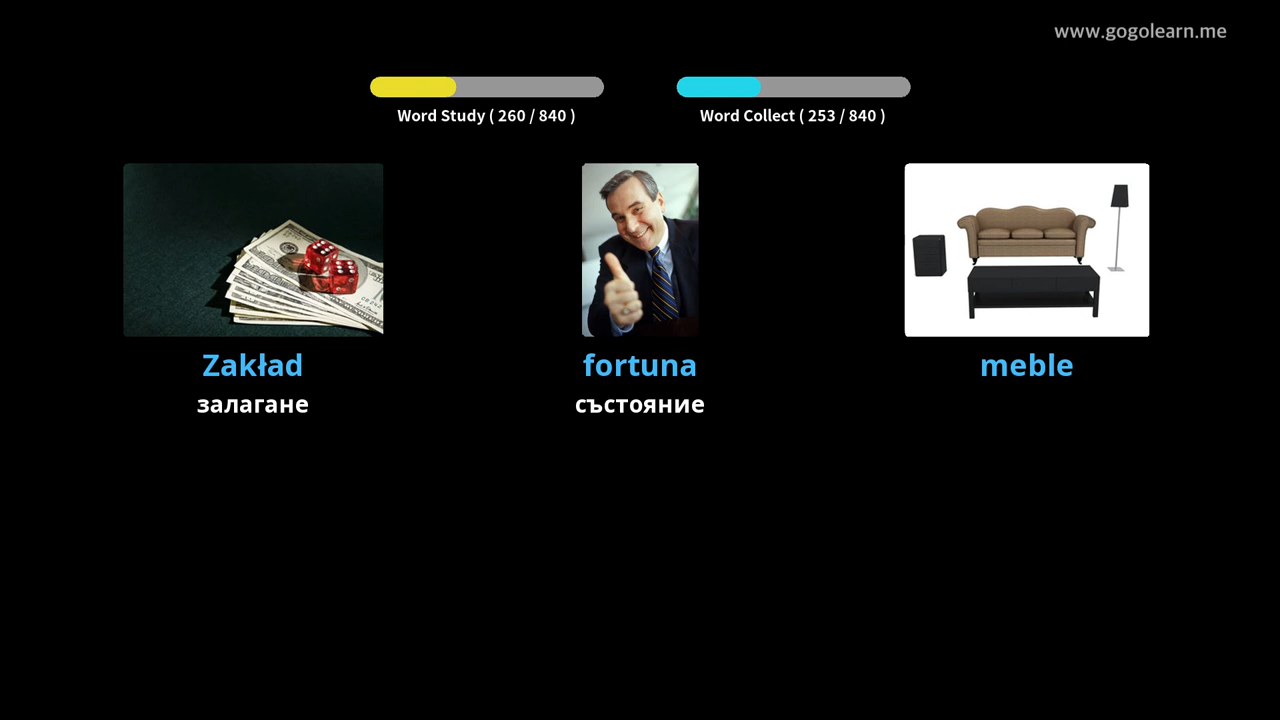 www.gogolearn.me
Word Study ( 260 / 840 )
Word Collect ( 253 / 840 )
Zakład
fortuna
meble
залагане
състояние